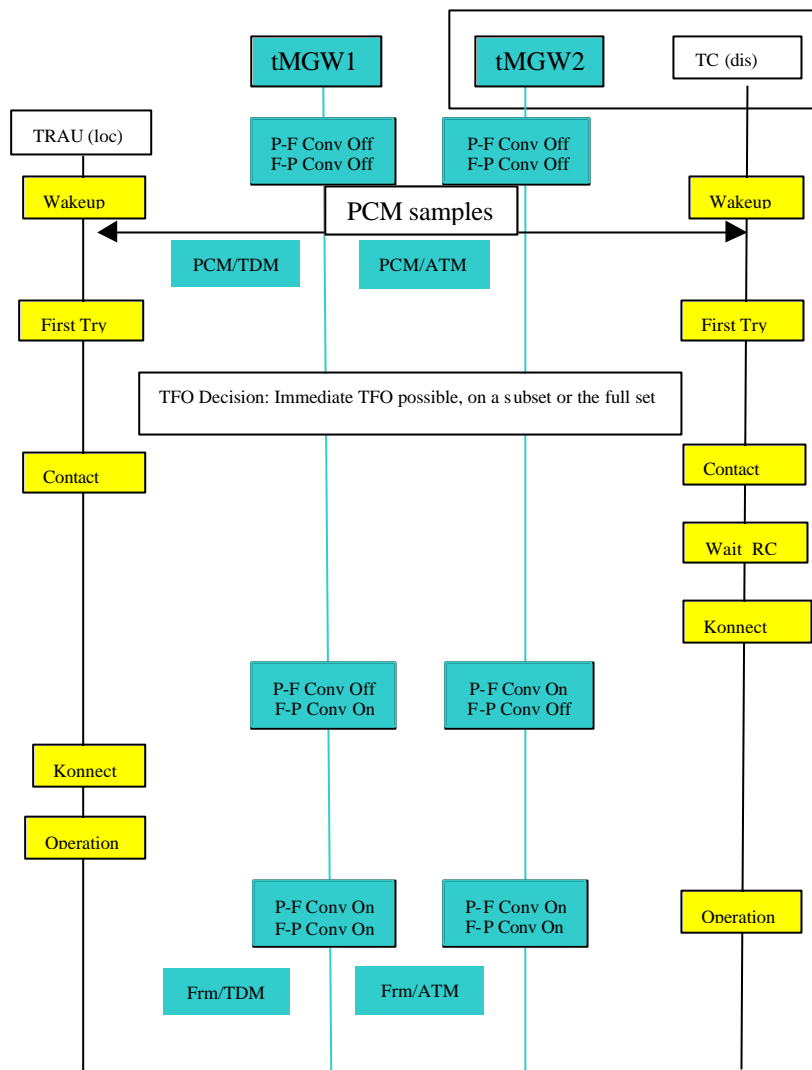 tMGW1
tMGW2
TC (dis)
TRAU (loc)
P-F Conv Off
F-P Conv Off
P-F Conv Off
F-P Conv Off
Wakeup
Wakeup
PCM samples
PCM/TDM
PCM/ATM
First Try
First Try
TFO Decision: Immediate TFO possible, on a subset or the full set
Contact
Contact
Wait_RC
Konnect
P-F Conv Off
F-P Conv On
P-F Conv On
F-P Conv Off
Konnect
Operation
P-F Conv On
F-P Conv On
P-F Conv On
F-P Conv On
Operation
Frm/TDM
Frm/ATM